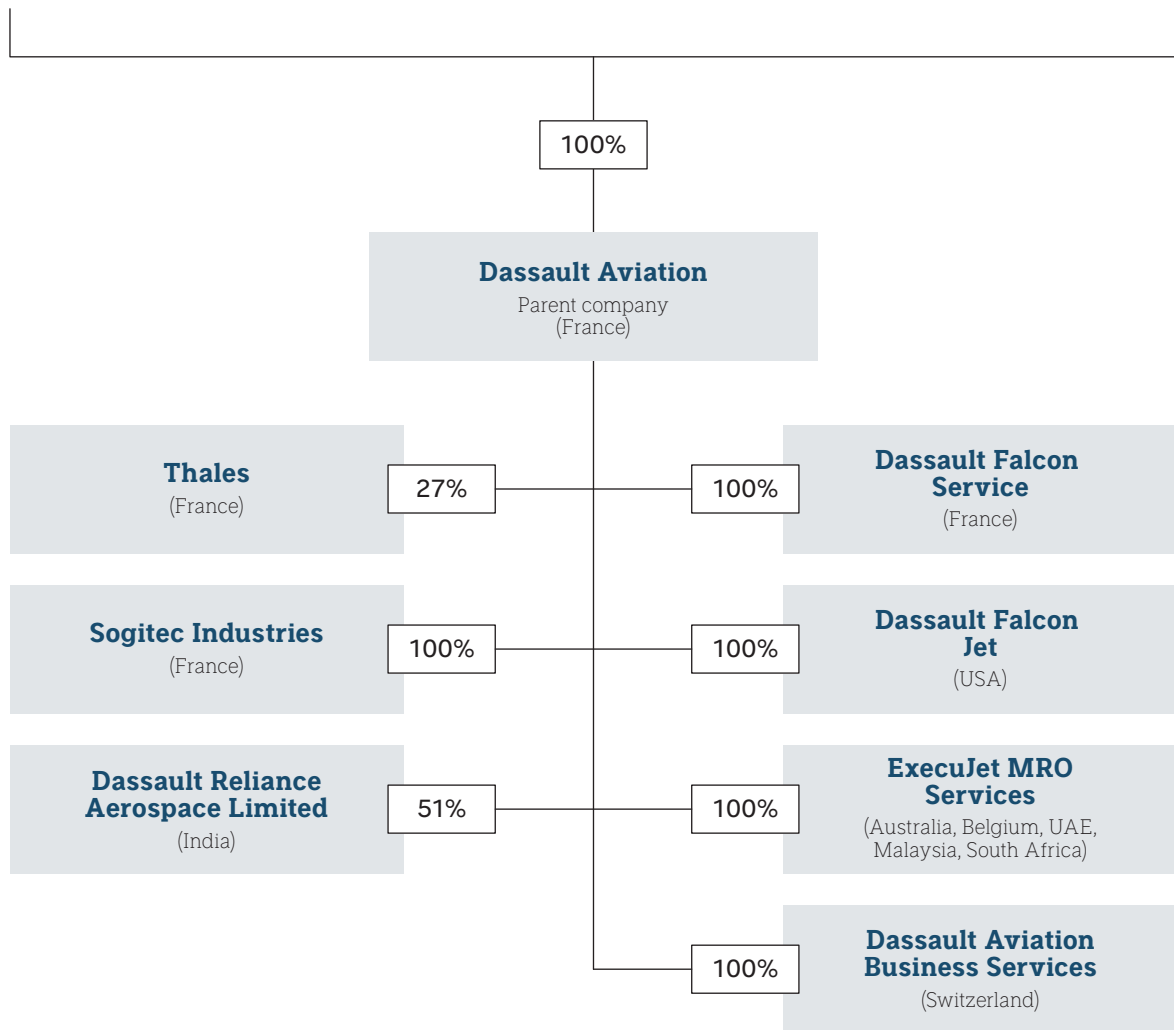 100%
Dassault Aviation
Parent company
(France)
Thales
(France)
27%
100%
Dassault Falcon
Service
(France)
Sogitec Industries
(France)
100%
100%
Dassault Falcon
Jet
(USA)
Dassault Reliance
Aerospace Limited
(India)
51%
100%
ExecuJet MRO
Services
(Australia, Belgium, UAE,
Malaysia, South Africa)
100%
Dassault Aviation
Business Services
(Switzerland)